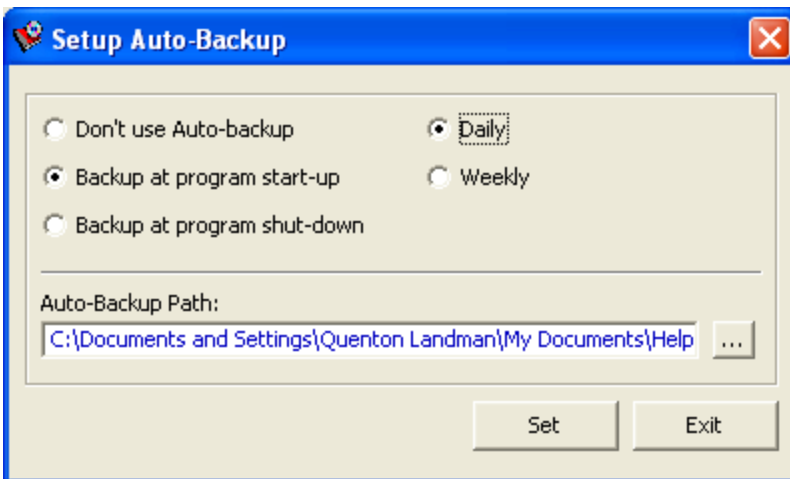 Setup Auto-Backup
Don't use Auto-backup
Daily
Backup at program start-up
Weekly
Backup at program shut-down
Auto-Backup Path:
C:\Documents and Settings\Quenton Landman\My Documents\Help
...
Set
Exit